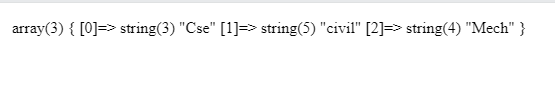 array(3) { [0]=> string(3) "Cse" [1]=> string(5) "civil" [2]=> string(4) "Mech" }